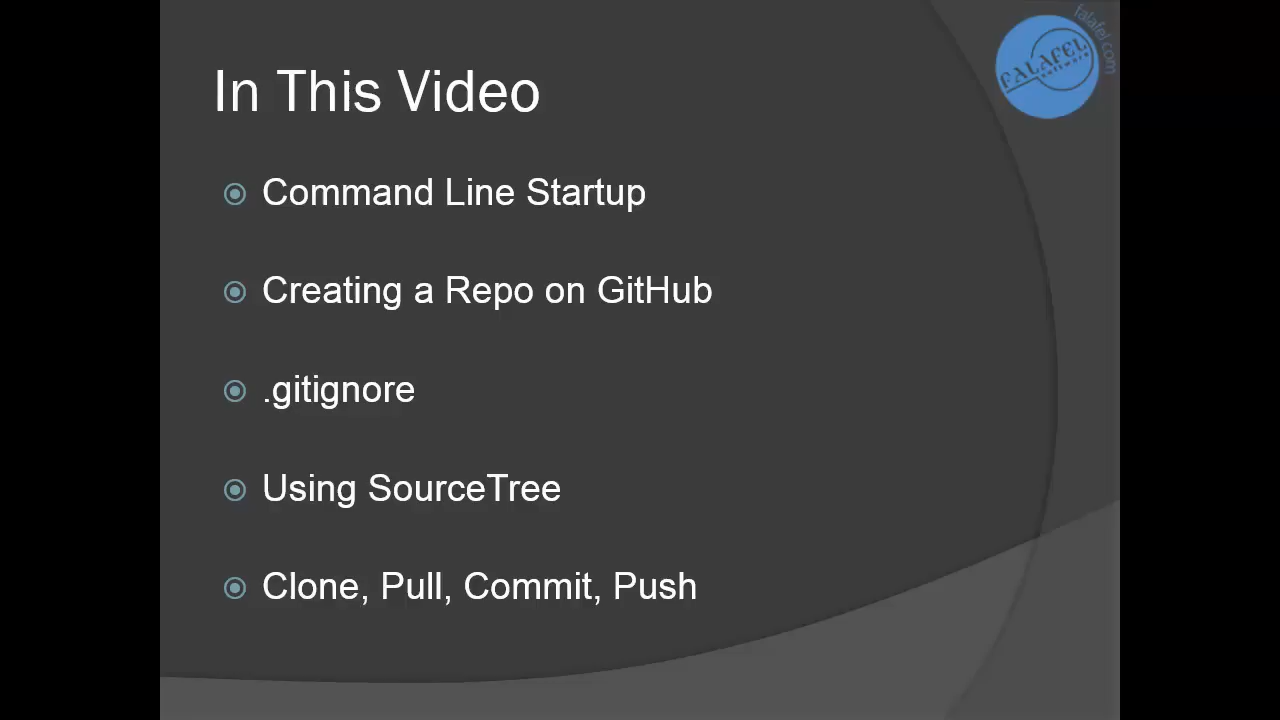 falafel.com
FALAFEL
SOFTWARE
In This Video
Command Line Startup
Creating a Repo on GitHub
.gitignore
Using SourceTree
Clone, Pull, Commit, Push